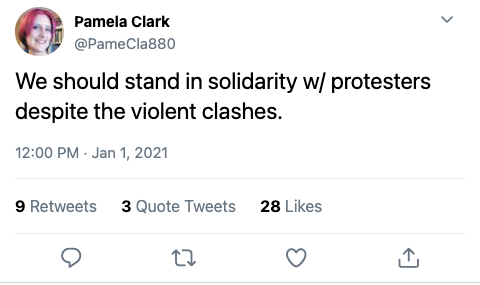 Pamela Clark
@PameCla880
We should stand in solidarity w/ protesters
despite the violent clashes.
12:00 PM · Jan 1, 2021
9 Retweets 3 Quote Tweets 28 Likes